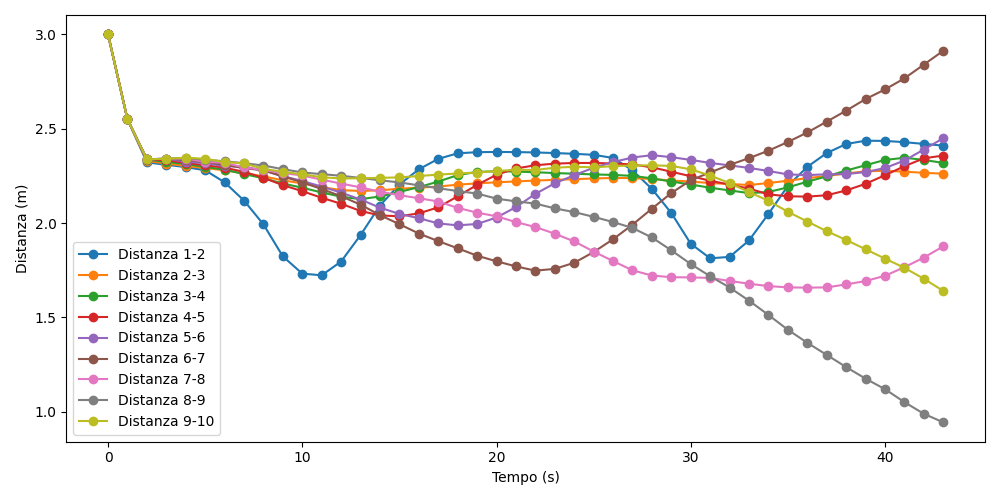 3.0
2.5
2.0
1.5
1.0
Distanza (m)
Distanza 1-2
Distanza 2-3
Distanza 3-4
Distanza 4-5
Distanza 5-6
Distanza 6-7
Distanza 7-8
Distanza 8-9
Distanza 9-10
0 10 20 30 40
Tempo (s)